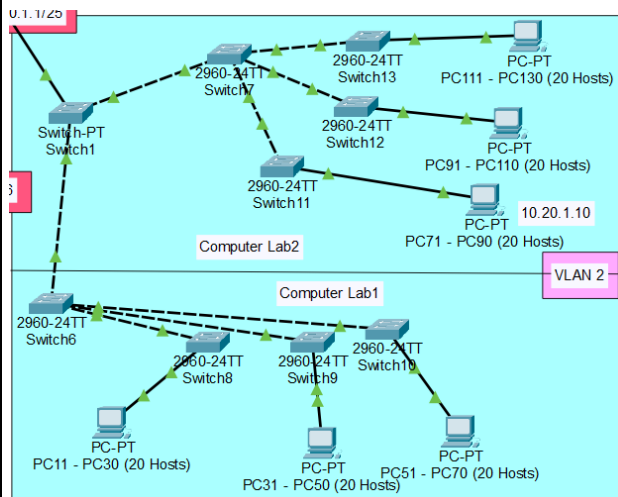 0.1.1/25
2960-24TT
Switch7
2960-24TT
Switch13
PC-PT
PC111 - PC130 (20 Hosts)
Switch-PT
Switch1
2960-24TT
Switch12
PC-PT
PC91 - PC110 (20 Hosts)
2960-24TT
Switch11
10.20.1.10
PC-PT
PC71 - PC90 (20 Hosts)
Computer Lab2
VLAN 2
Computer Lab1
2960-24TT
Switch6
2960-24TT
Switch8
2960-24TT
Switch9
2960-24TT
Switch10
PC-PT
PC11 - PC30 (20 Hosts)
PC-PT
PC31 - PC50 (20 Hosts)
PC-PT
PC51 - PC70 (20 Hosts)